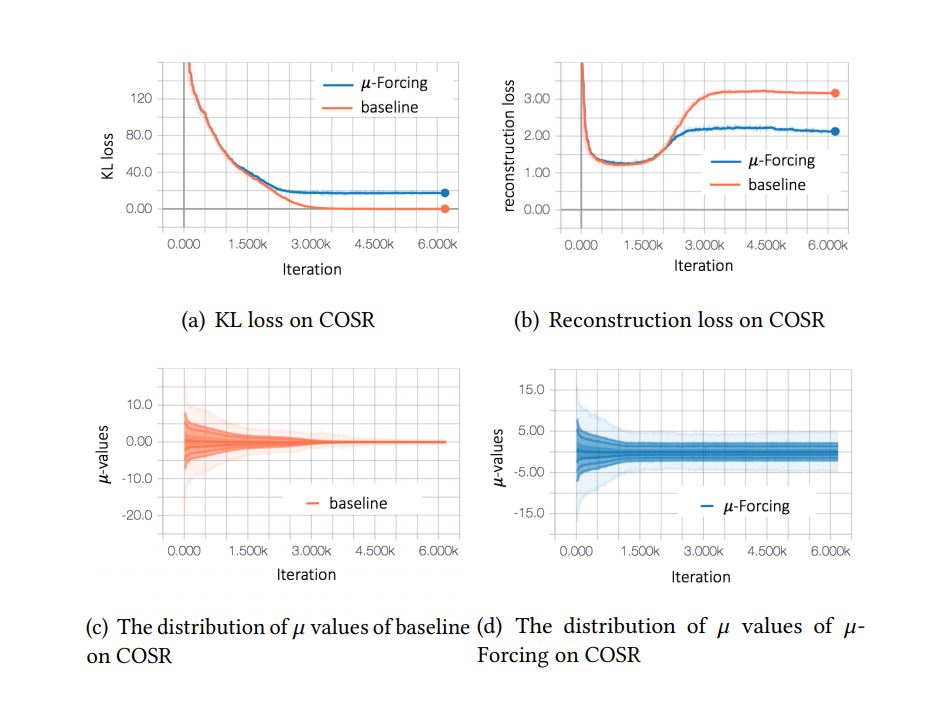 μ-Forcing
baseline
120
80.0
40.0
0.00
KL loss
0.000 1.500k 3.000k 4.500k 6.000k
Iteration
(a) KL loss on COSR
3.00
2.00
1.00
0.00
reconstruction loss
μ-Forcing
baseline
0.000 1.500k 3.000k 4.500k 6.000k
Iteration
(b) Reconstruction loss on COSR
10.0
0.00
-10.0
-20.0
μ-values
baseline
0.000 1.500k 3.000k 4.500k 6.000k
Iteration
(c) The distribution of μ values of baseline
on COSR
15.0
5.00
-5.00
-15.0
μ-values
μ-Forcing
0.000 1.500k 3.000k 4.500k 6.000k
Iteration
(d) The distribution of μ values of μ-
Forcing on COSR